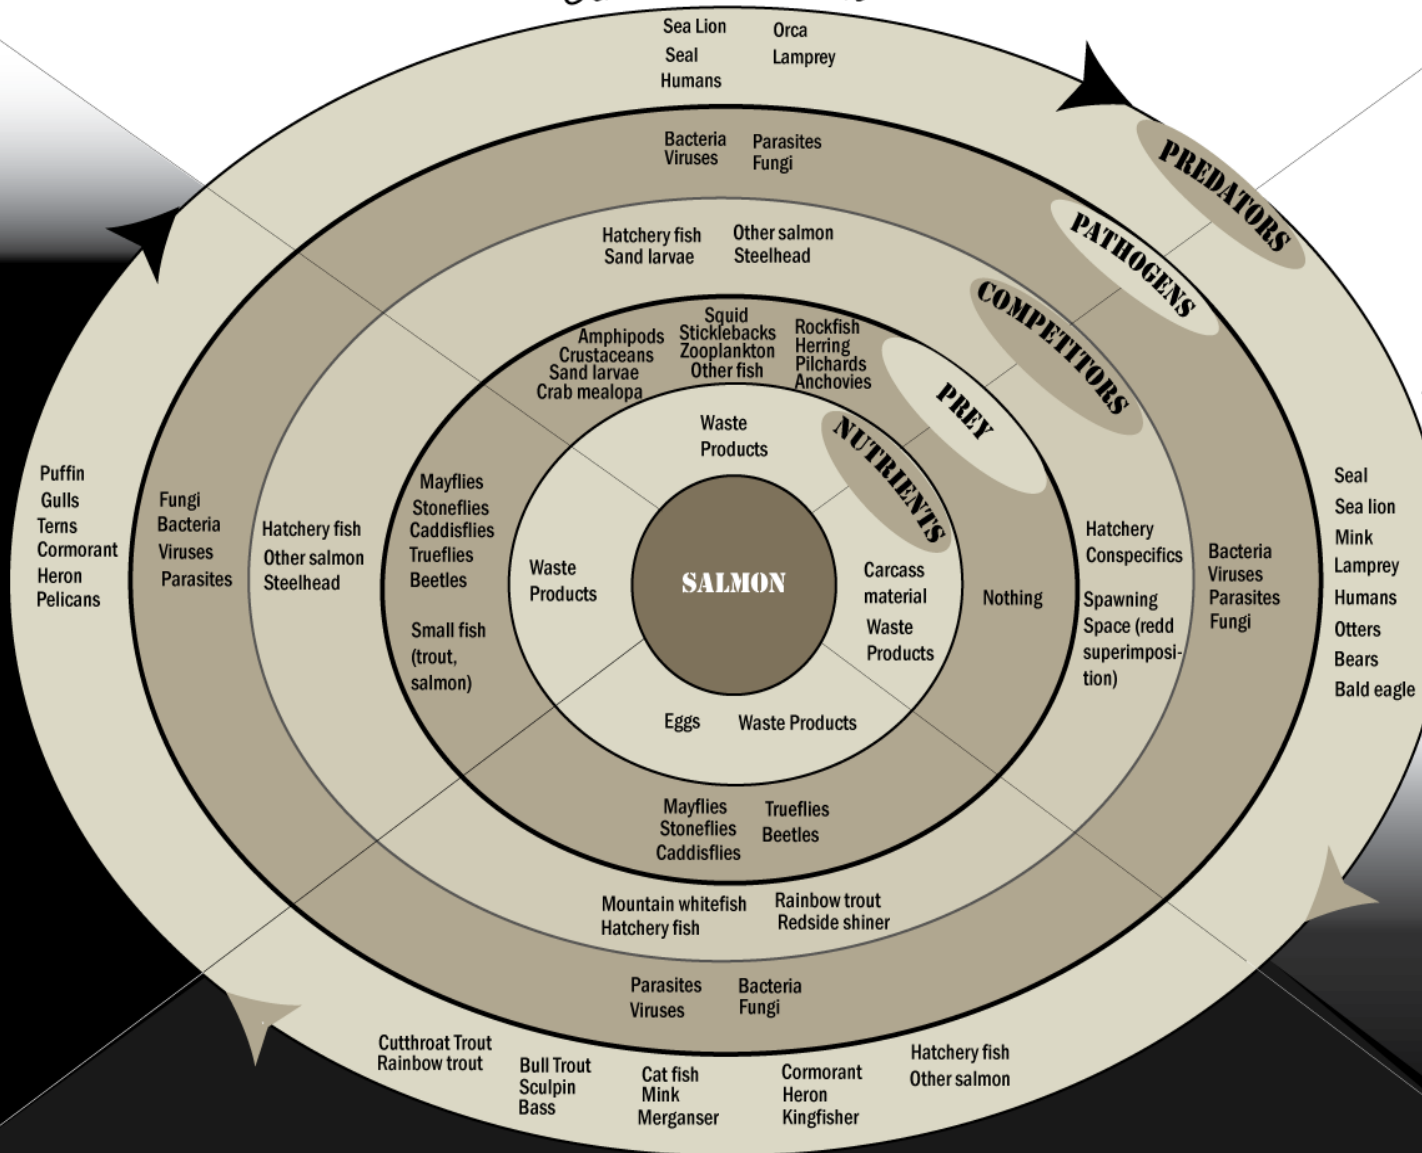 Sea Lion
Seal
Humans
Orca
Lamprey
PREDATORS
Bacteria
Viruses
Parasites
Fungi
PATHOGENS
Hatchery fish
Sand larvae
Other salmon
Steelhead
COMPETITORS
Amphipods
Crustaceans
Sand larvae
Crab mealopa
Squid
Sticklebacks
Zooplankton
Other fish
Rockfish
Herring
Pilchards
Anchovies
PREY
Waste
Products
NUTRIENTS
Puffin
Gulls
Terns
Cormorant
Heron
Pelicans
Fungi
Bacteria
Viruses
Parasites
Hatchery fish
Other salmon
Steelhead
Mayflies
Stoneflies
Caddisflies
Trueflies
Beetles
Small fish
(trout,
salmon)
Waste
Products
SALMON
Carcass
material
Waste
Products
Nothing
Hatchery
Conspecifics
Spawning
Space (redd
superimposi-
tion)
Bacteria
Viruses
Parasites
Fungi
Seal
Sea lion
Mink
Lamprey
Humans
Otters
Bears
Bald eagle
Eggs
Waste Products
Mayflies
Stoneflies
Caddisflies
Trueflies
Beetles
Mountain whitefish
Hatchery fish
Rainbow trout
Redside shiner
Parasites
Viruses
Bacteria
Fungi
Cutthroat Trout
Rainbow trout
Bull Trout
Sculpin
Bass
Cat fish
Mink
Merganser
Cormorant
Heron
Kingfisher
Hatchery fish
Other salmon